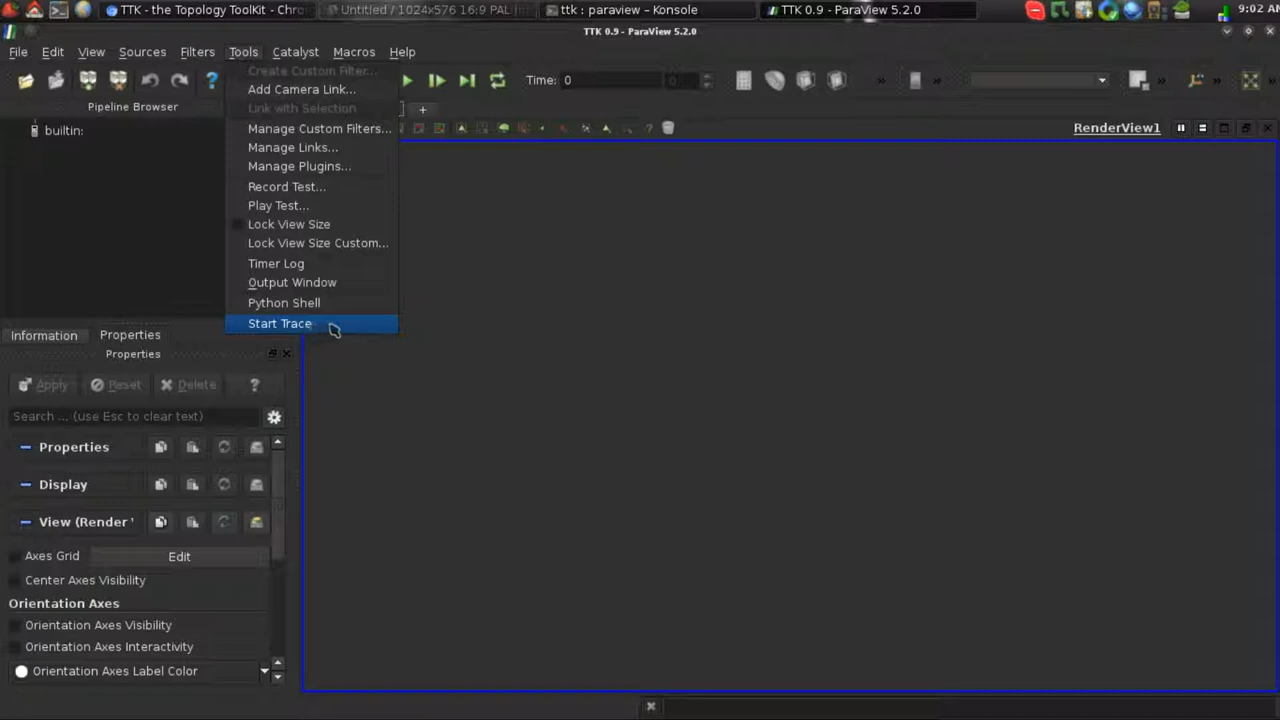 TTK - the Topology Toolkit - Chro
Untitled / 1024x576 16:9 PAL
ttk : paraview – Konsole
TTK 0.9 - ParaView 5.2.0
9:02 AM
TTK 0.9 - ParaView 5.2.0
File Edit View Sources Filters Tools Catalyst Macros Help
Create Custom Filter...
Add Camera Link...
Link with Selection
Manage Custom Filters...
Manage Links...
Manage Plugins...
Record Test...
Play Test...
Lock View Size
Lock View Size Custom...
Timer Log
Output Window
Python Shell
Start Trace
Time: 0 0
Pipeline Browser
builtin:
RenderView1
Information Properties
Properties
Apply Reset Delete ?
Search ... (use Esc to clear text)
Properties
Display
View (Render
Axes Grid Edit
Center Axes Visibility
Orientation Axes
Orientation Axes Visibility
Orientation Axes Interactivity
Orientation Axes Label Color